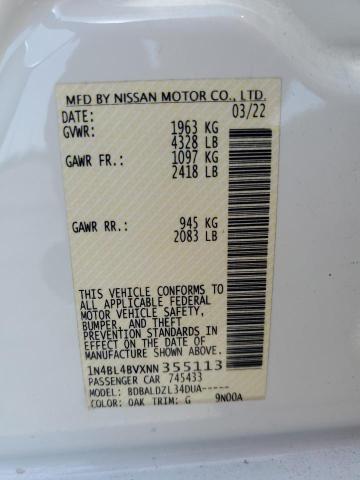 MFD BY NISSAN MOTOR CO., LTD.
DATE: 03/22
GVWR: 1963 KG
4328 LB
GAWR FR.: 1097 KG
2418 LB
GAWR RR.: 945 KG
2083 LB
THIS VEHICLE CONFORMS TO
ALL APPLICABLE FEDERAL
MOTOR VEHICLE SAFETY,
BUMPER, AND THEFT
PREVENTION STANDARDS IN
EFFECT ON THE DATE OF
MANUFACTURE SHOWN ABOVE.
1N4BL4BVXNN355113
PASSENGER CAR 745433
MODEL: BDBALDZL34DUA-----
COLOR: QAK TRIM: G 9N00A